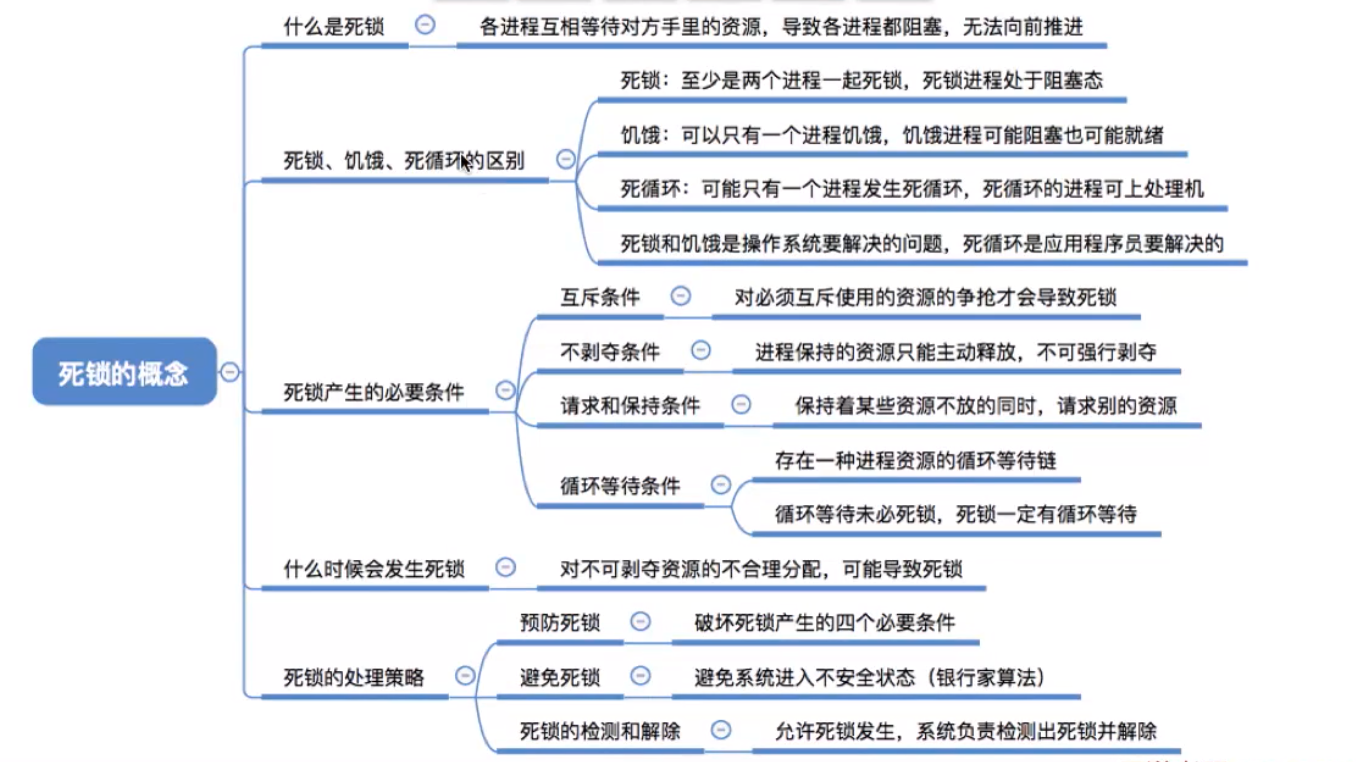 什么是死锁
各进程互相等待对方手里的资源，导致各进程都阻塞，无法向前推进
死锁、饥饿、死循环的区别
死锁：至少是两个进程一起死锁，死锁进程处于阻塞态
饥饿：可以只有一个进程饥饿，饥饿进程可能阻塞也可能就绪
死循环：可能只有一个进程发生死循环，死循环的进程可上处理机
死锁和饥饿是操作系统要解决的问题，死循环是应用程序员要解决的
死锁的概念
死锁产生的必要条件
互斥条件
对必须互斥使用的资源的争抢才会导致死锁
不剥夺条件
进程保持的资源只能主动释放，不可强行剥夺
请求和保持条件
保持着某些资源不放的同时，请求别的资源
循环等待条件
存在一种进程资源的循环等待链
循环等待未必死锁，死锁一定有循环等待
什么时候会发生死锁
对不可剥夺资源的不合理分配，可能导致死锁
死锁的处理策略
预防死锁
破坏死锁产生的四个必要条件
避免死锁
避免系统进入不安全状态（银行家算法）
死锁的检测和解除
允许死锁发生，系统负责检测出死锁并解除